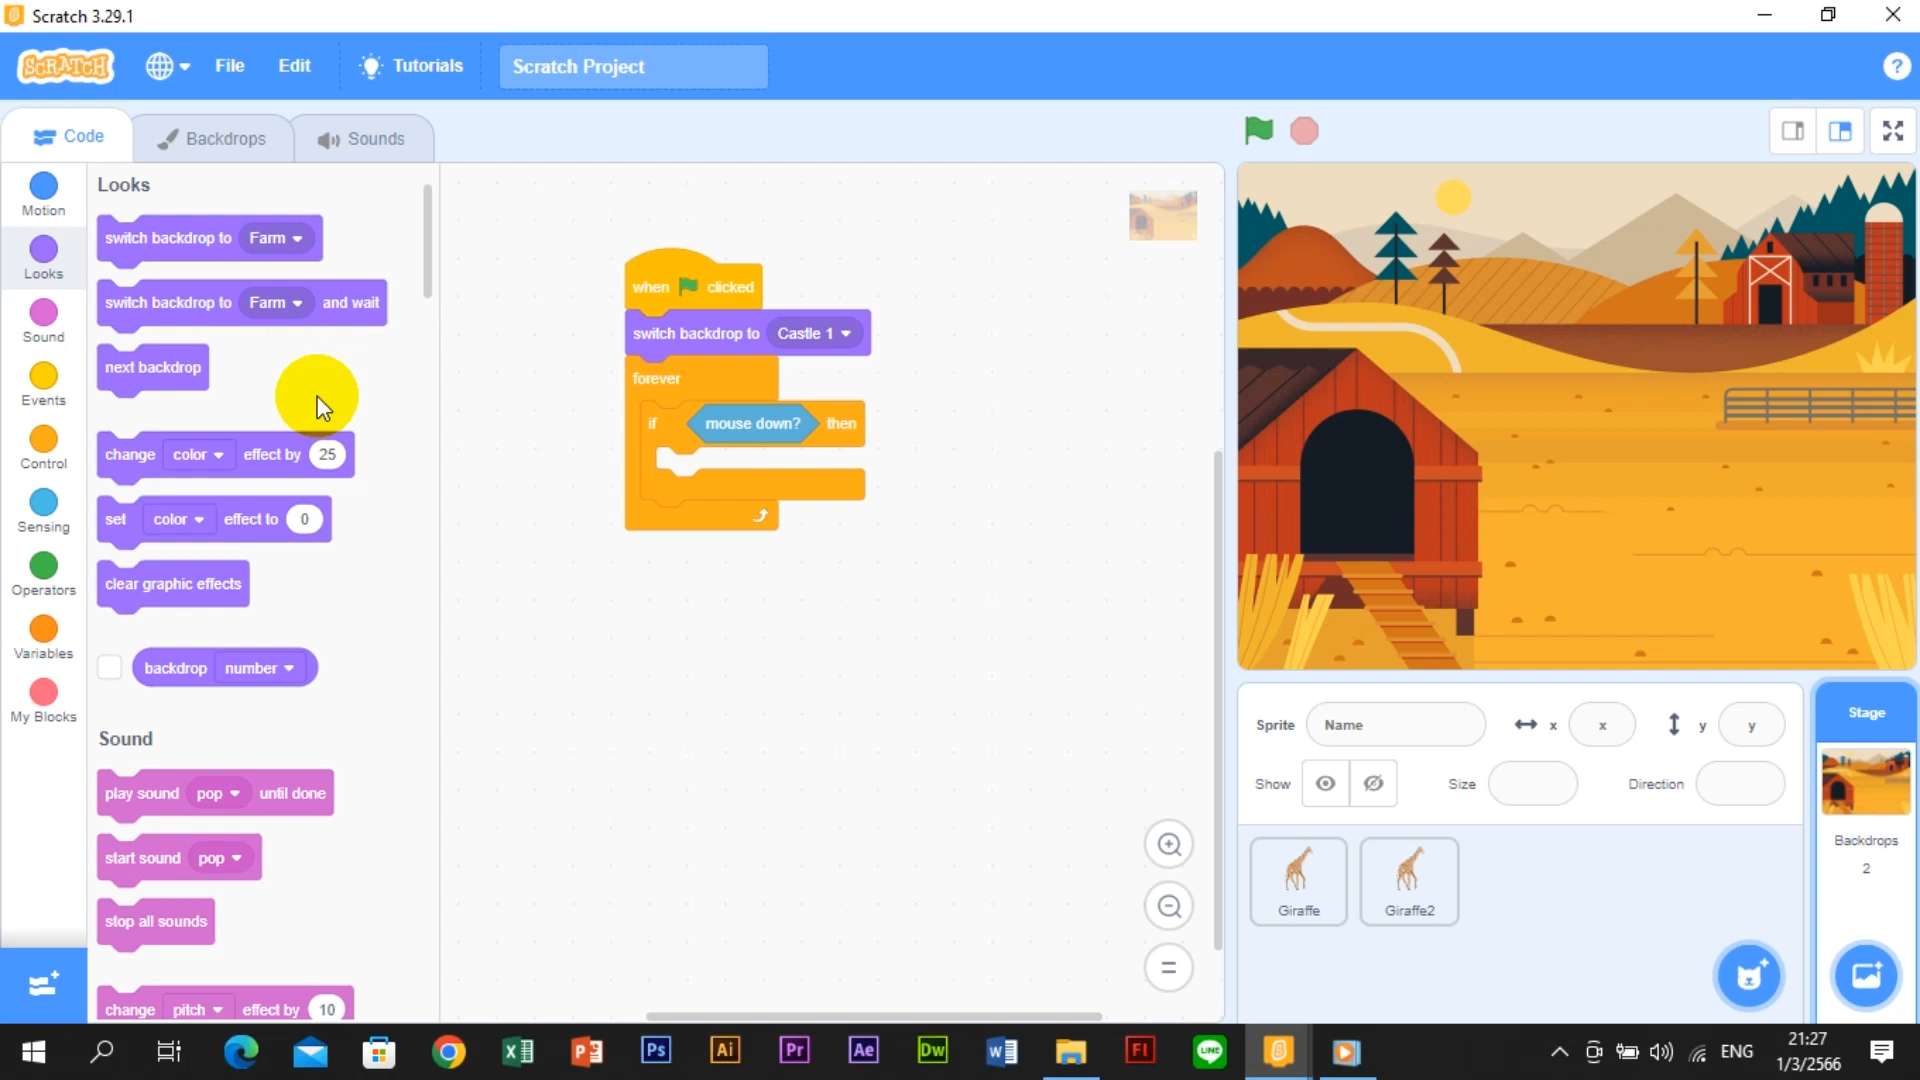 Scratch 3.29.1
SCRATCH
File
Edit
Tutorials
Scratch Project
?
Code
Backdrops
Sounds
Motion
Looks
Sound
Events
Control
Sensing
Operators
Variables
My Blocks
Looks
switch backdrop to Farm
switch backdrop to Farm and wait
next backdrop
change color effect by 25
set color effect to 0
clear graphic effects
backdrop number
Sound
play sound pop until done
start sound pop
stop all sounds
change pitch effect by 10
when clicked
switch backdrop to Castle 1
forever
if mouse down? then
Sprite Name x x y y
Show Size Direction
Giraffe
Giraffe2
Stage
Backdrops
2
Ps
Ai
Pr
Ae
Dw
Fl
LINE
ENG
21:27
1/3/2566